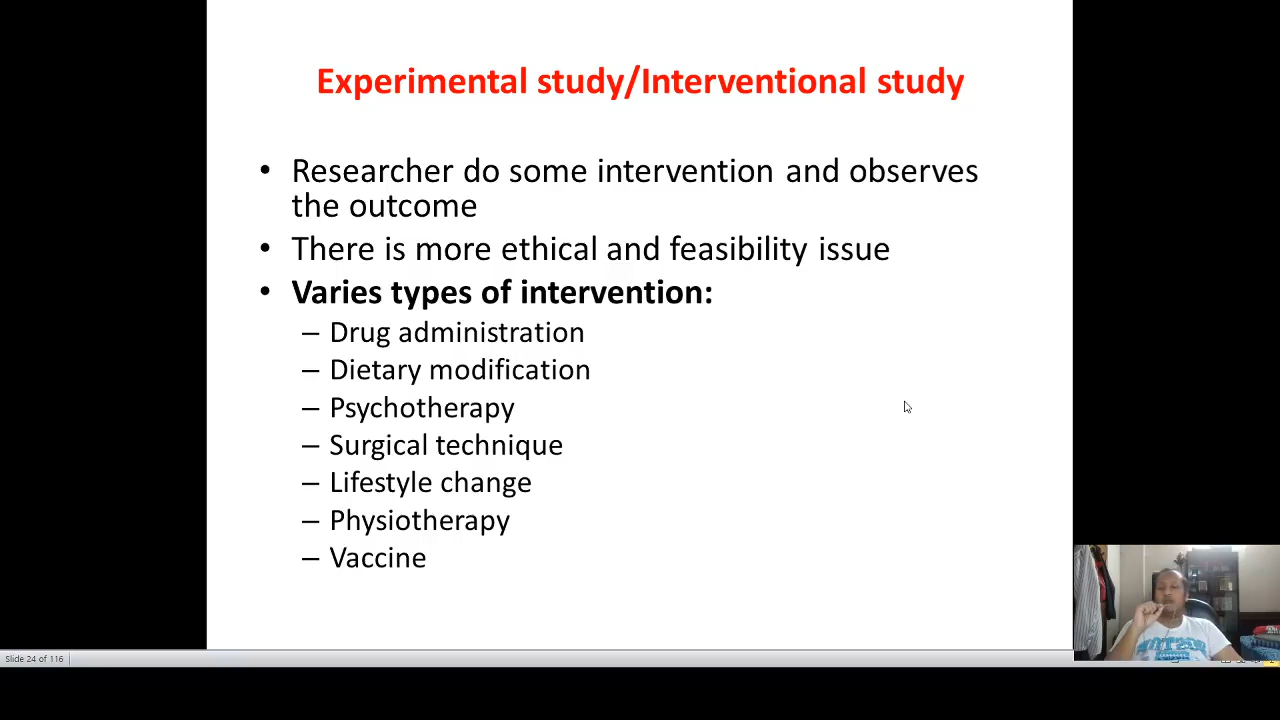 Experimental study/Interventional study
• Researcher do some intervention and observes
the outcome
• There is more ethical and feasibility issue
• Varies types of intervention:
– Drug administration
– Dietary modification
– Psychotherapy
– Surgical technique
– Lifestyle change
– Physiotherapy
– Vaccine
Slide 24 of 116